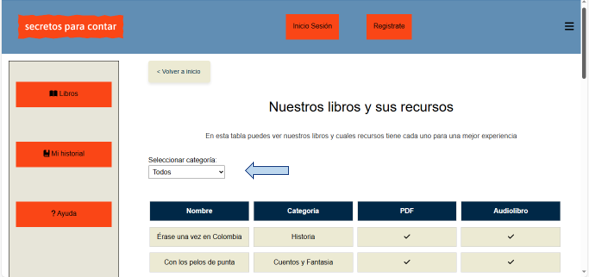 secretos para contar
Inicio Sesión
Registrate
< Volver a inicio
Libros
Mi historial
? Ayuda
Nuestros libros y sus recursos
En esta tabla puedes ver nuestros libros y cuales recursos tiene cada uno para una mejor experiencia
Seleccionar categoría:
Todos
Nombre Categoria PDF Audiolibro
Érase una vez en Colombia Historia ✓ ✓
Con los pelos de punta Cuentos y Fantasia ✓ ✓